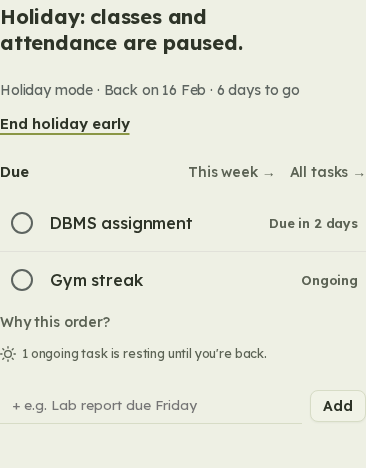 Holiday: classes and
attendance are paused.
Holiday mode · Back on 16 Feb · 6 days to go
End holiday early
Due This week → All tasks →
DBMS assignment Due in 2 days
Gym streak Ongoing
Why this order?
1 ongoing task is resting until you're back.
+ e.g. Lab report due Friday Add